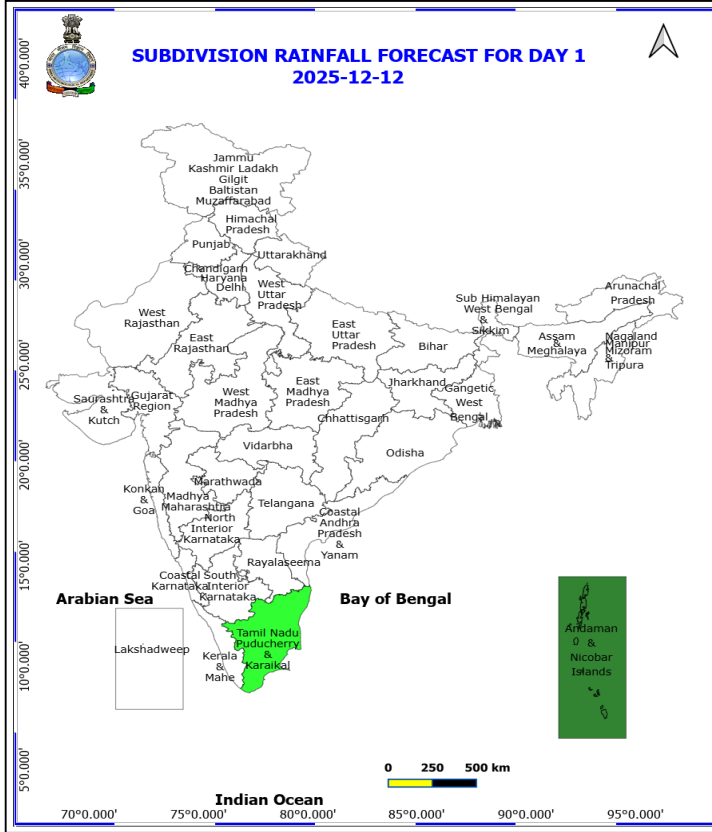 SUBDIVISION RAINFALL FORECAST FOR DAY 1
2025-12-12
40°0.000'
35°0.000'
30°0.000'
25°0.000'
20°0.000'
15°0.000'
10°0.000'
5°0.000'
Jammu
Kashmir Ladakh
Gilgit
Baltistan
Muzaffarabad
Himachal
Pradesh
Punjab
Uttarakhand
Chandigarh
Haryana
Delhi
West
Uttar
Pradesh
West
Rajasthan
East
Rajasthan
East
Uttar
Pradesh
Bihar
Sub Himalayan
West Bengal
&
Sikkim
Arunachal
Pradesh
Assam
&
Meghalaya
Nagaland
Manipur
Mizoram
&
Tripura
Saurashtra
&
Kutch
Gujarat
Region
West
Madhya
Pradesh
East
Madhya
Pradesh
Jharkhand
Gangetic
West
Bengal
Chhattisgarh
Vidarbha
Odisha
Konkan
&
Goa
Madhya
Maharashtra
Marathwada
Telangana
North
Interior
Karnataka
Coastal
Andhra
Pradesh
&
Yanam
Rayalaseema
Coastal
Karnataka
South
Interior
Karnataka
Arabian Sea
Bay of Bengal
Lakshadweep
Kerala
&
Mahe
Tamil Nadu
Puducherry
&
Karaikal
Andaman
&
Nicobar
Islands
0 250 500 km
Indian Ocean
70°0.000' 75°0.000' 80°0.000' 85°0.000' 90°0.000' 95°0.000'